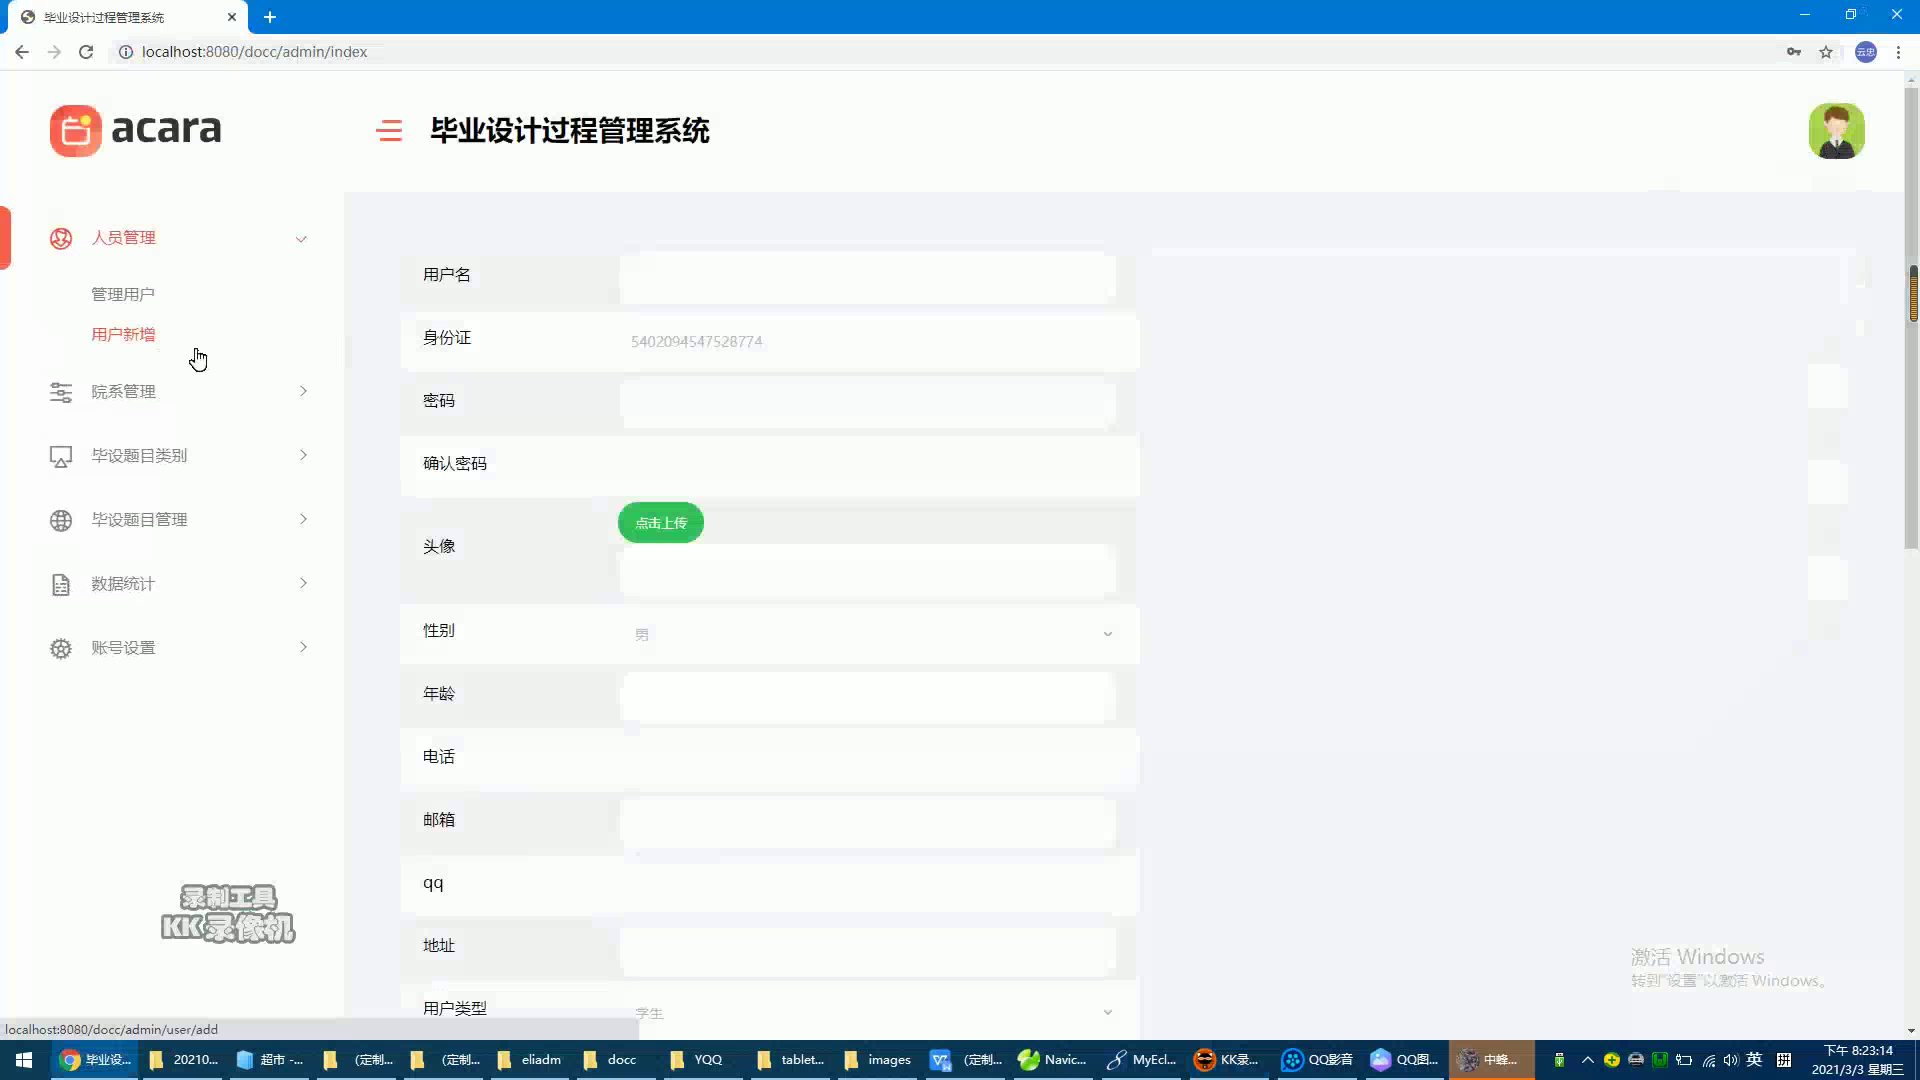 毕业设计过程管理系统
localhost:8080/docc/admin/index
云忠
acara
毕业设计过程管理系统
人员管理
管理用户
用户新增
院系管理
毕设题目类别
毕设题目管理
数据统计
账号设置
用户名
身份证
5402094547528774
密码
确认密码
头像
点击上传
性别
男
年龄
电话
邮箱
qq
地址
用户类型
学生
录制工具
KK录像机
激活 Windows
转到"设置"以激活 Windows。
localhost:8080/docc/admin/user/add
毕业设...
20210...
超市 -...
(定制...
(定制...
eliadm
docc
YQQ
tablet...
images
(定制...
Navic...
MyEcl...
KK录...
QQ影音
QQ图...
中蜂...
英
拼
下午 8:23:14
2021/3/3 星期三